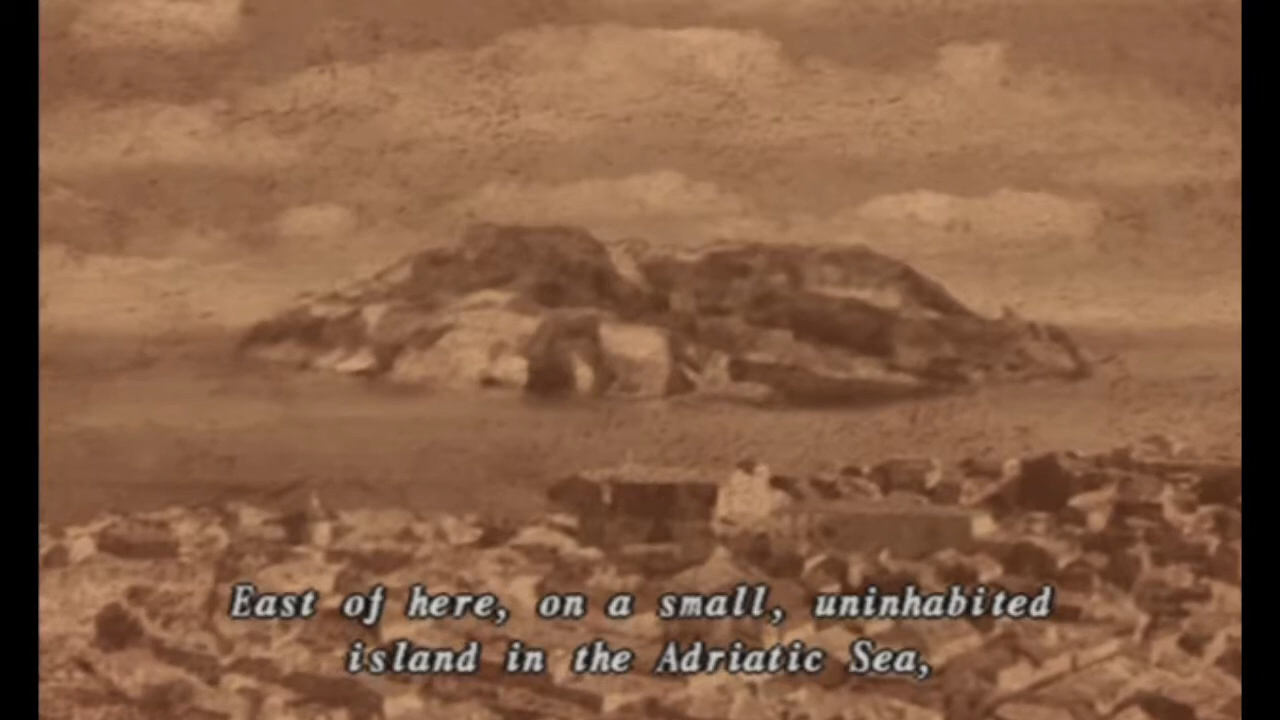 East of here, on a small, uninhabited
island in the Adriatic Sea,